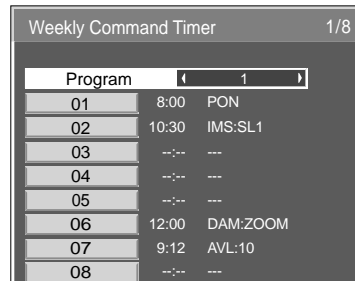 Weekly Command Timer 1/8
Program 1
01 8:00 PON
02 10:30 IMS:SL1
03 --:-- ---
04 --:-- ---
05 --:-- ---
06 12:00 DAM:ZOOM
07 9:12 AVL:10
08 --:-- ---